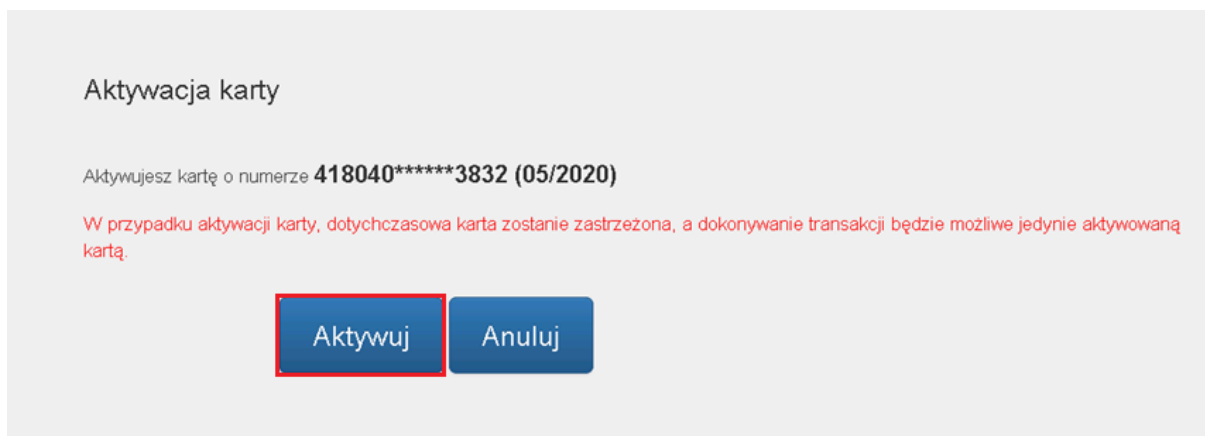 Aktywacja karty
Aktywujesz kartę o numerze 418040******3832 (05/2020)
W przypadku aktywacji karty, dotychczasowa karta zostanie zastrzeżona, a dokonywanie transakcji będzie możliwe jedynie aktywowaną
kartą.
Aktywuj Anuluj